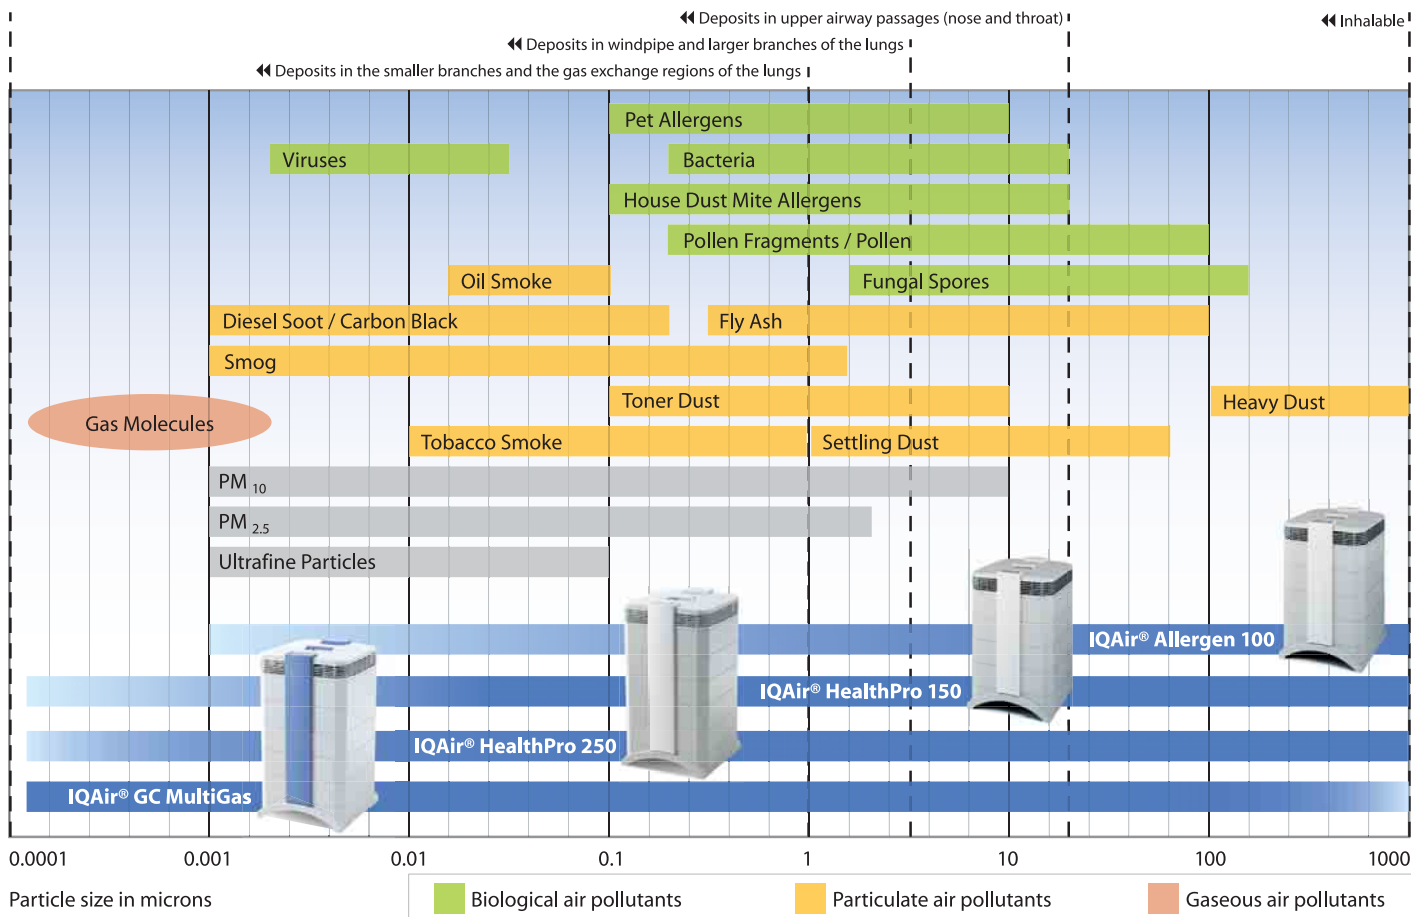 ◀◀ Deposits in upper airway passages (nose and throat)
◀◀ Inhalable
◀◀ Deposits in windpipe and larger branches of the lungs
◀◀ Deposits in the smaller branches and the gas exchange regions of the lungs
Pet Allergens
Viruses
Bacteria
House Dust Mite Allergens
Pollen Fragments / Pollen
Oil Smoke
Fungal Spores
Diesel Soot / Carbon Black
Fly Ash
Smog
Gas Molecules
Toner Dust
Heavy Dust
Tobacco Smoke
Settling Dust
PM 10
PM 2.5
Ultrafine Particles
IQAir® Allergen 100
IQAir® HealthPro 150
IQAir® HealthPro 250
IQAir® GC MultiGas
0.0001 0.001 0.01 0.1 1 10 100 1000
Particle size in microns
Biological air pollutants
Particulate air pollutants
Gaseous air pollutants